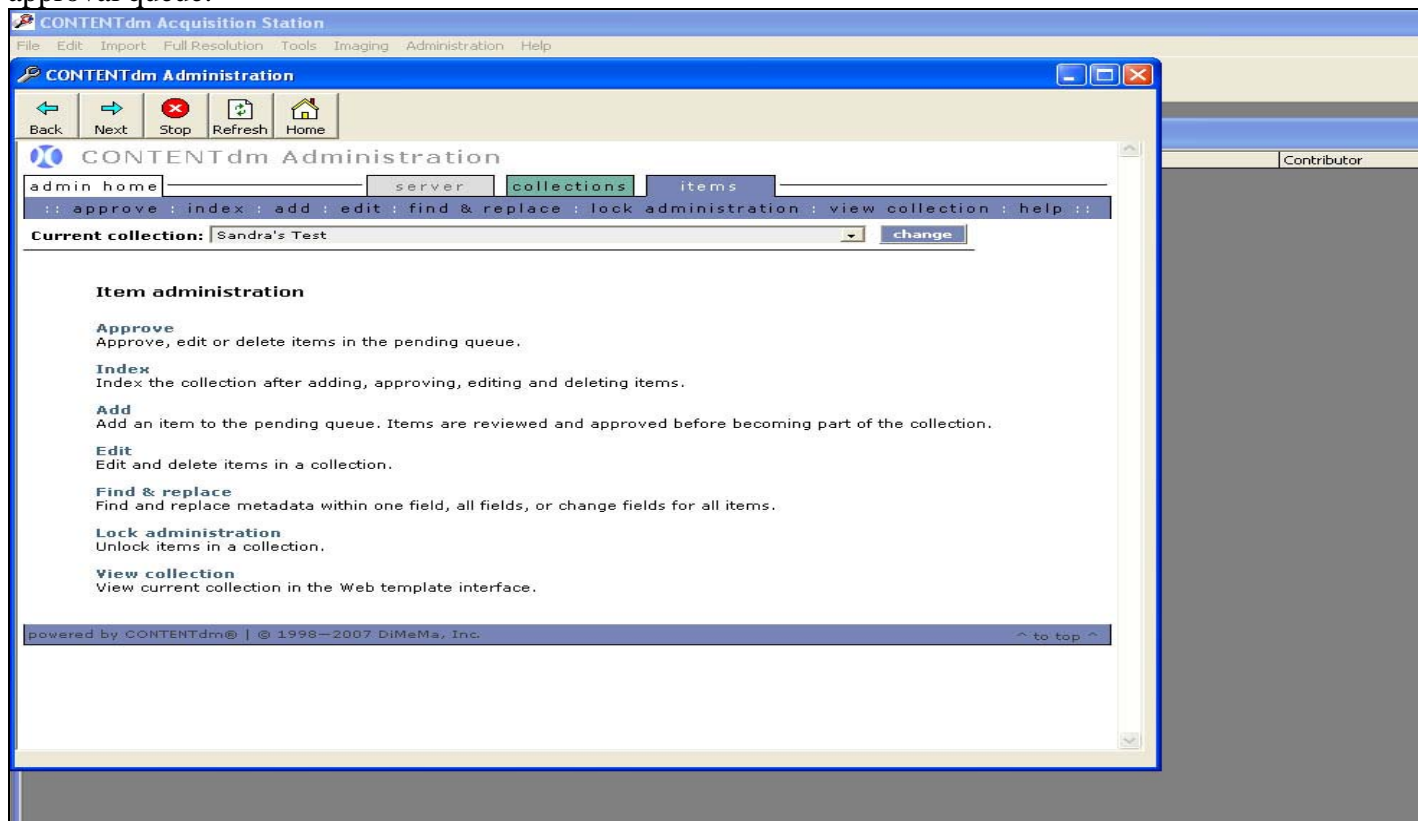 approval queue.
CONTENTdm Acquisition Station
File Edit Import Full Resolution Tools Imaging Administration Help
CONTENTdm Administration
Back Next Stop Refresh Home
CONTENTdm Administration
admin home server collections items
:: approve : index : add : edit : find & replace : lock administration : view collection : help ::
Current collection: Sandra's Test change
Contributor
Item administration
Approve
Approve, edit or delete items in the pending queue.
Index
Index the collection after adding, approving, editing and deleting items.
Add
Add an item to the pending queue. Items are reviewed and approved before becoming part of the collection.
Edit
Edit and delete items in a collection.
Find & replace
Find and replace metadata within one field, all fields, or change fields for all items.
Lock administration
Unlock items in a collection.
View collection
View current collection in the Web template interface.
powered by CONTENTdm® | © 1998—2007 DiMeMa, Inc. ^ to top ^